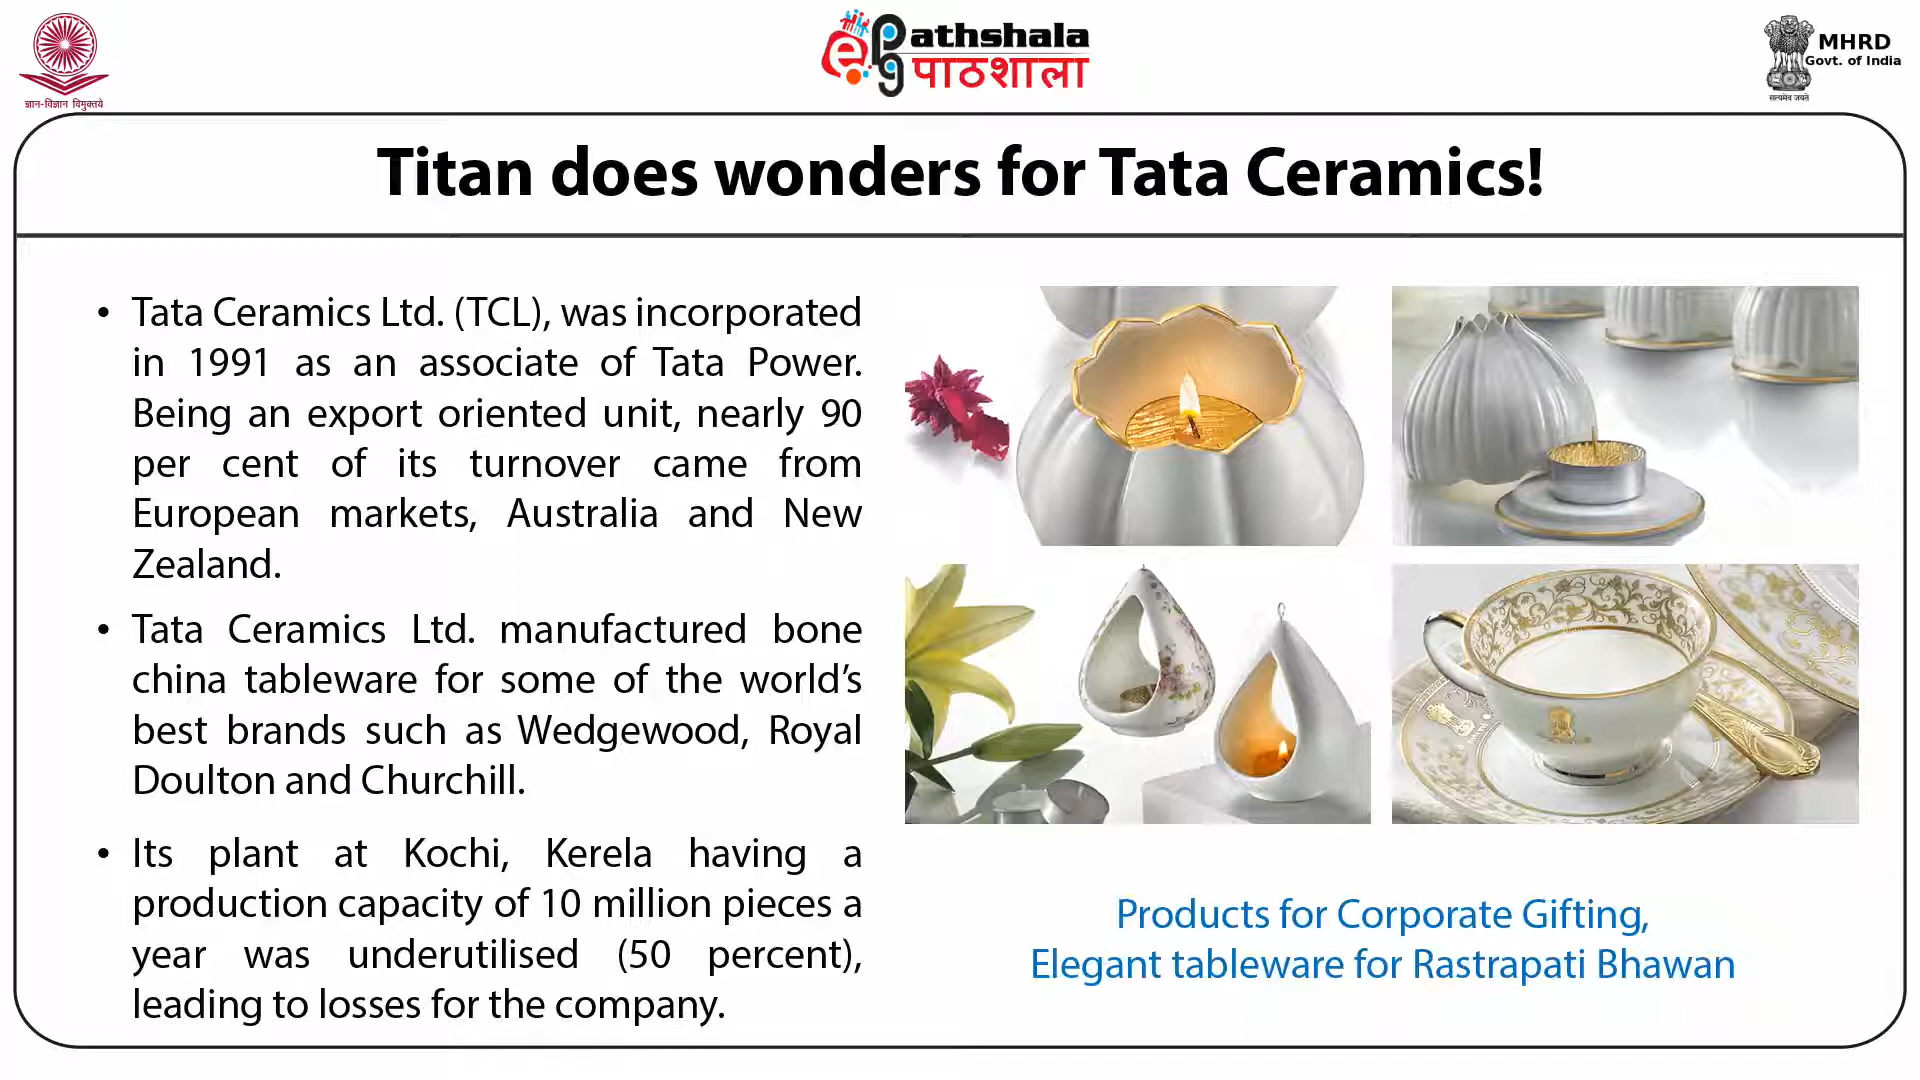 ज्ञान-विज्ञान विमुक्तये
ePathshala
पाठशाला
MHRD
Govt. of India
सत्यमेव जयते
Titan does wonders for Tata Ceramics!
• Tata Ceramics Ltd. (TCL), was incorporated
in 1991 as an associate of Tata Power.
Being an export oriented unit, nearly 90
per cent of its turnover came from
European markets, Australia and New
Zealand.
• Tata Ceramics Ltd. manufactured bone
china tableware for some of the world’s
best brands such as Wedgewood, Royal
Doulton and Churchill.
• Its plant at Kochi, Kerela having a
production capacity of 10 million pieces a
year was underutilised (50 percent),
leading to losses for the company.
Products for Corporate Gifting,
Elegant tableware for Rastrapati Bhawan